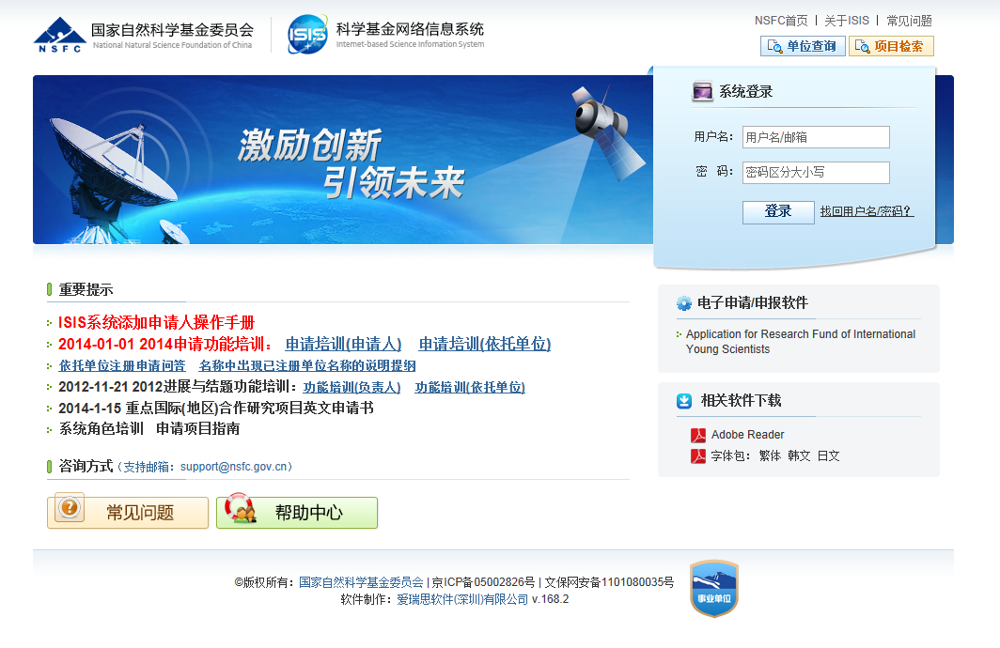 国家自然科学基金委员会
National Natural Science Foundation of China
NSFC
ISIS
科学基金网络信息系统
Internet-based Science Information System
NSFC首页 | 关于ISIS | 常见问题
单位查询 项目检索
激励创新
引领未来
系统登录
用户名: 用户名/邮箱
密 码: 密码区分大小写
登录 找回用户名/密码?
重要提示
ISIS系统添加申请人操作手册
2014-01-01 2014申请功能培训: 申请培训(申请人) 申请培训(依托单位)
依托单位注册申请问答 名称中出现已注册单位名称的说明提纲
2012-11-21 2012进展与结题功能培训: 功能培训(负责人) 功能培训(依托单位)
2014-1-15 重点国际(地区)合作研究项目英文申请书
系统角色培训 申请项目指南
咨询方式（支持邮箱: support@nsfc.gov.cn）
常见问题 帮助中心
电子申请/申报软件
Application for Research Fund of International
Young Scientists
相关软件下载
Adobe Reader
字体包: 繁体 韩文 日文
©版权所有: 国家自然科学基金委员会 | 京ICP备05002826号 | 文保网安备1101080035号
软件制作: 爱瑞思软件(深圳)有限公司 v.168.2
事业单位